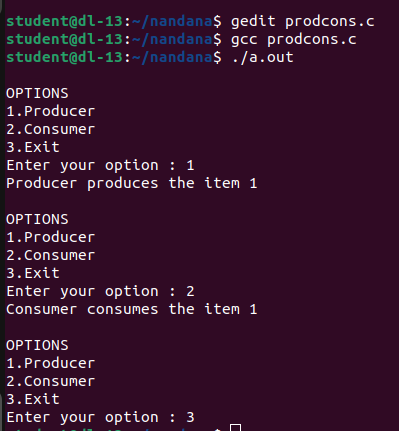 student@dl-13:~/nandana$ gedit prodcons.c
student@dl-13:~/nandana$ gcc prodcons.c
student@dl-13:~/nandana$ ./a.out
OPTIONS
1.Producer
2.Consumer
3.Exit
Enter your option : 1
Producer produces the item 1
OPTIONS
1.Producer
2.Consumer
3.Exit
Enter your option : 2
Consumer consumes the item 1
OPTIONS
1.Producer
2.Consumer
3.Exit
Enter your option : 3